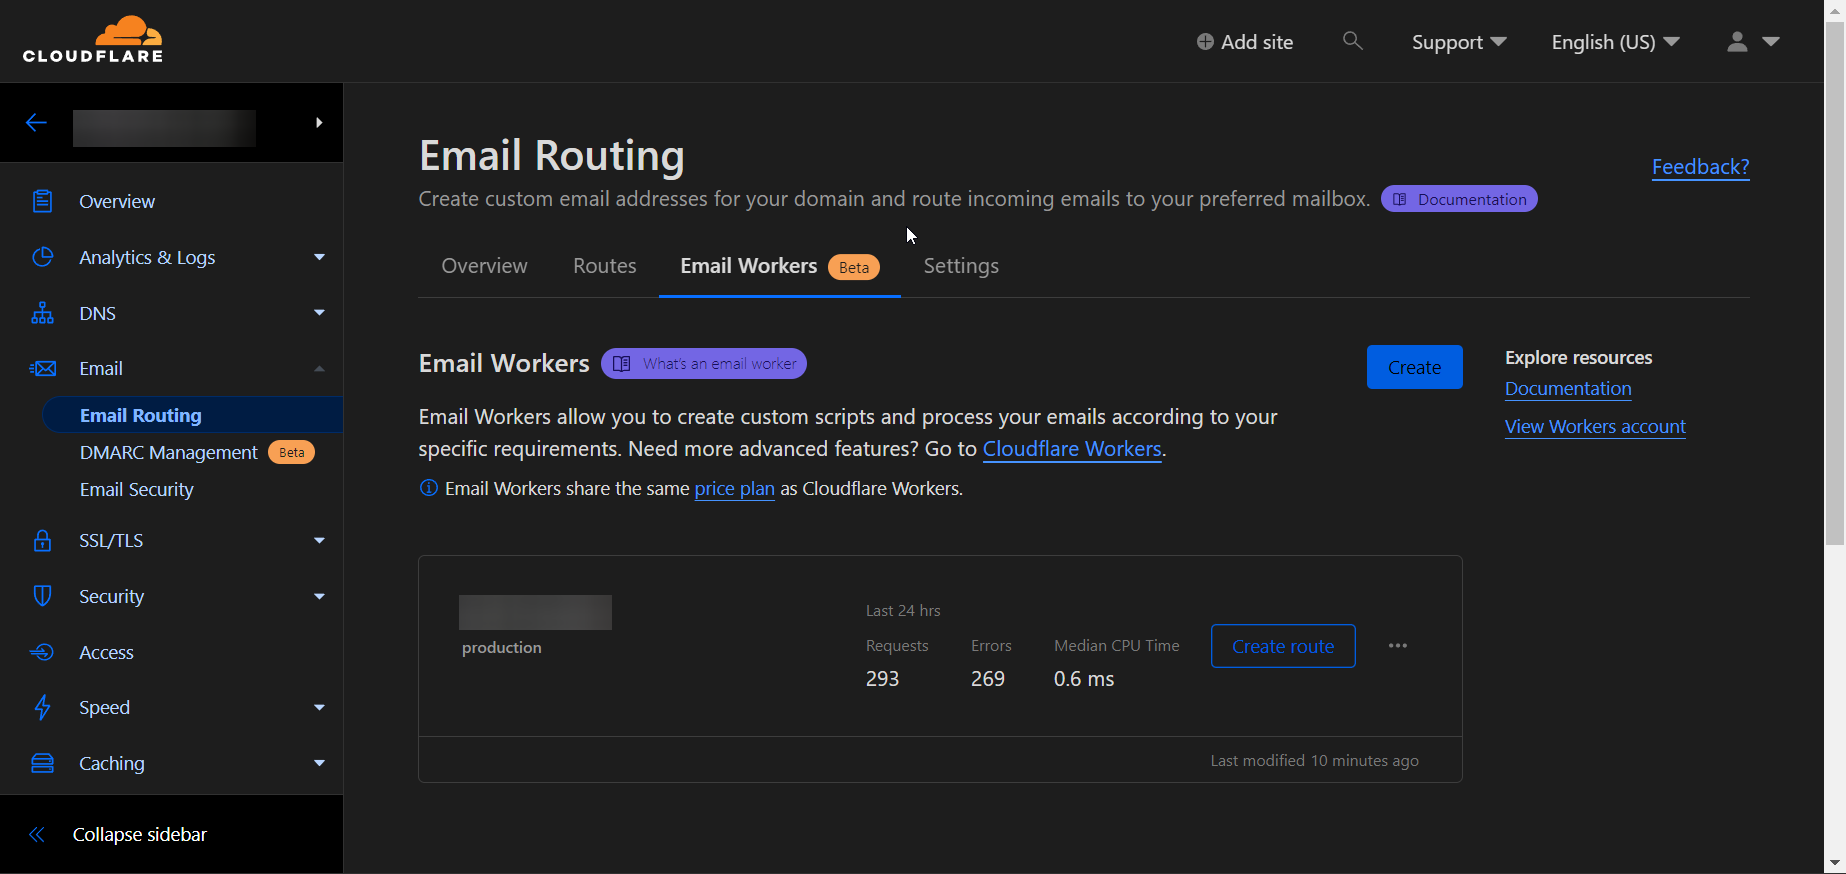 CLOUDFLARE
Add site
Support
English (US)
Overview
Analytics & Logs
DNS
Email
Email Routing
DMARC Management Beta
Email Security
SSL/TLS
Security
Access
Speed
Caching
Collapse sidebar
Email Routing
Feedback?
Create custom email addresses for your domain and route incoming emails to your preferred mailbox. Documentation
Overview Routes Email Workers Beta Settings
Email Workers What's an email worker
Create
Email Workers allow you to create custom scripts and process your emails according to your
specific requirements. Need more advanced features? Go to Cloudflare Workers.
Email Workers share the same price plan as Cloudflare Workers.
Explore resources
Documentation
View Workers account
production
Last 24 hrs
Requests Errors Median CPU Time
293 269 0.6 ms
Create route
Last modified 10 minutes ago